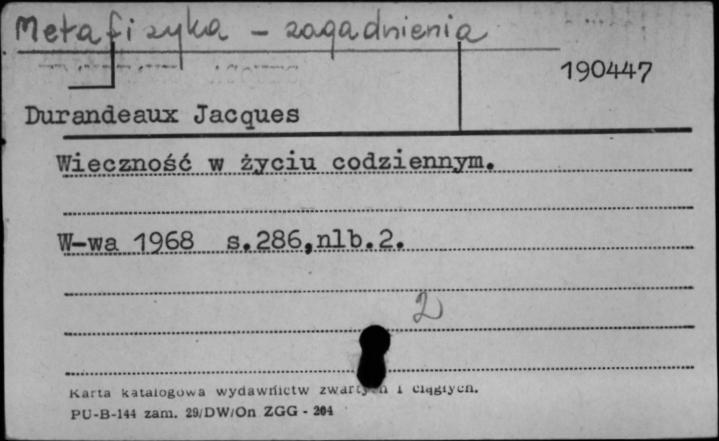 Metafizyka - zagadnienia
190447
Durandeaux Jacques
Wieczność w życiu codziennym.
W-wa 1968 s.286,nlb.2.
2
Karta katalogowa wydawnictw zwartych i ciągłych.
PU-B-144 zam. 29/DW/On ZGG - 204